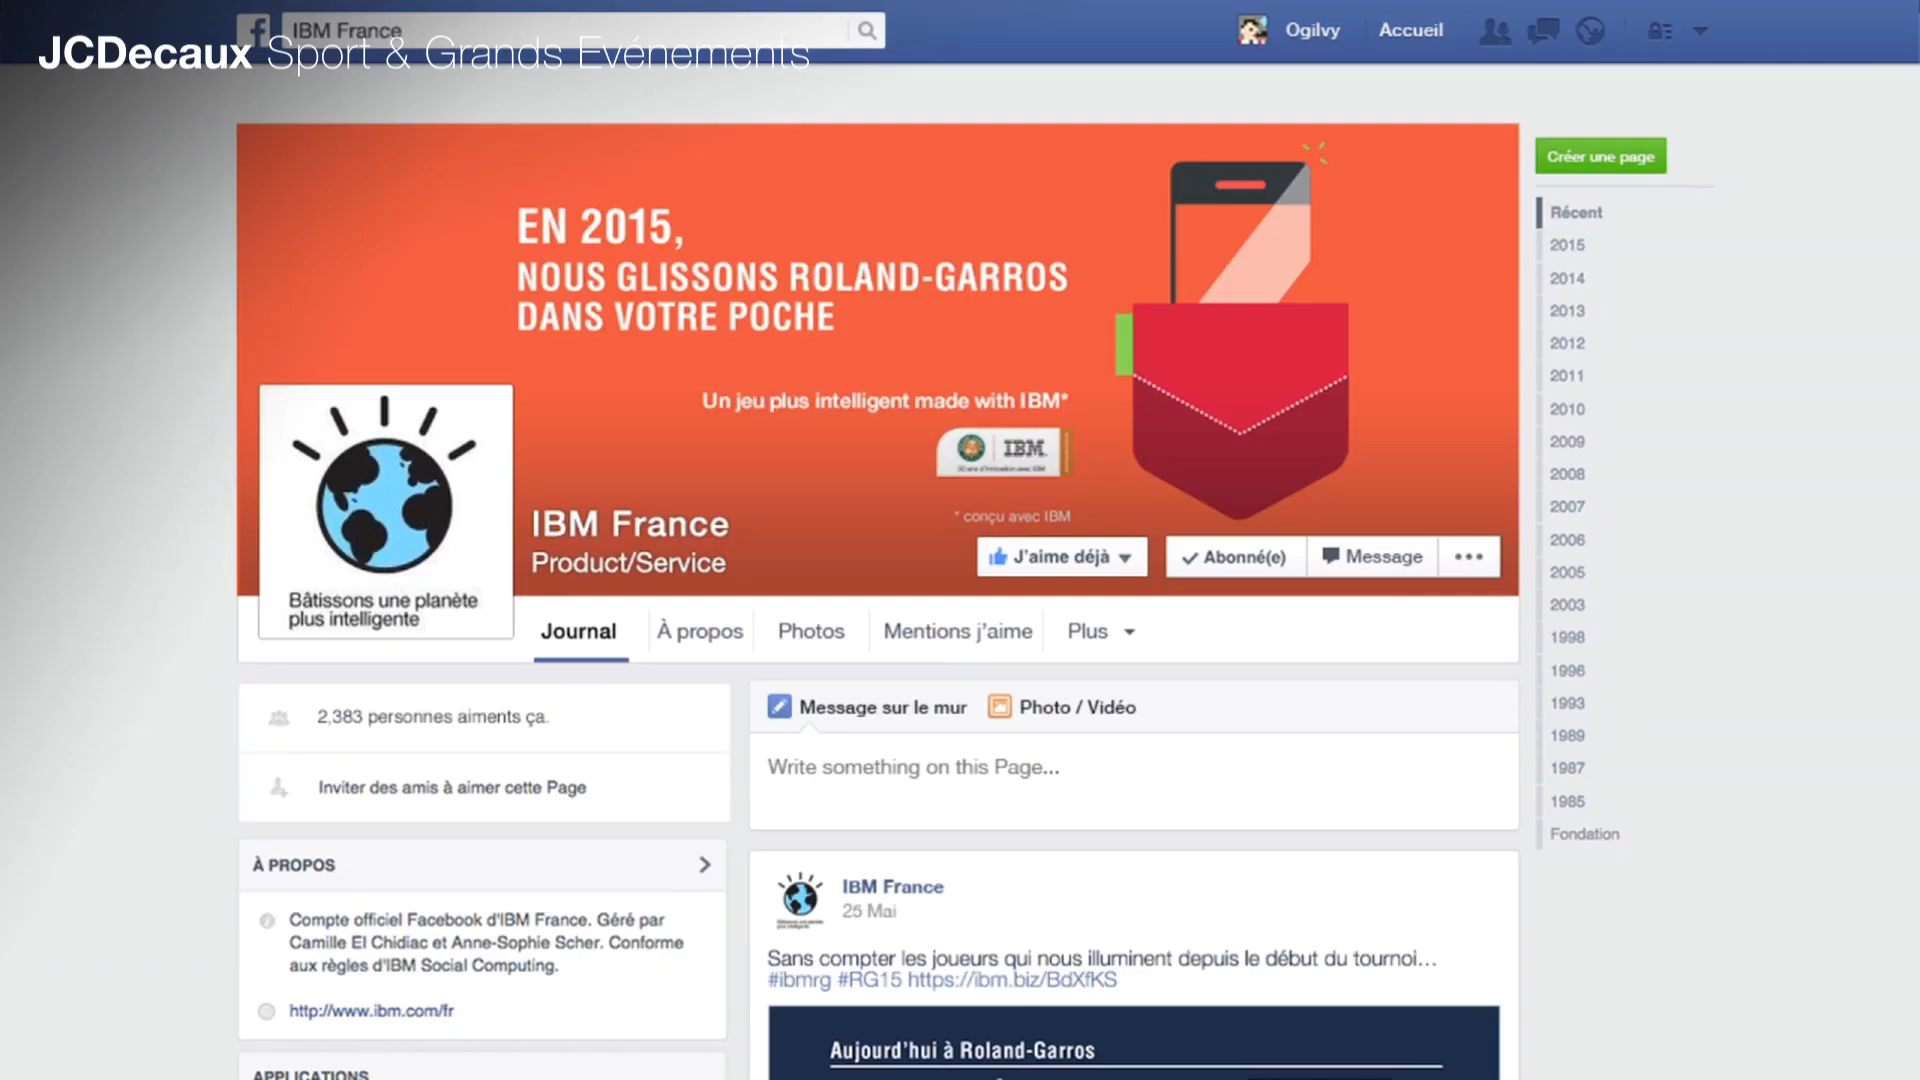 IBM France
JCDecaux Sport & Grands Evénements
Ogilvy
Accueil
EN 2015,
NOUS GLISSONS ROLAND-GARROS
DANS VOTRE POCHE
Un jeu plus intelligent made with IBM*
IBM
* conçu avec IBM
Bâtissons une planète
plus intelligente
IBM France
Product/Service
J'aime déjà
Abonné(e)
Message
Journal
À propos
Photos
Mentions j'aime
Plus
Créer une page
Récent
2015
2014
2013
2012
2011
2010
2009
2008
2007
2006
2005
2003
1998
1996
1993
1989
1987
1985
Fondation
2,383 personnes aiments ça.
Inviter des amis à aimer cette Page
À PROPOS
Compte officiel Facebook d'IBM France. Géré par
Camille El Chidiac et Anne-Sophie Scher. Conforme
aux règles d'IBM Social Computing.
http://www.ibm.com/fr
APPLICATIONS
Message sur le mur
Photo / Vidéo
Write something on this Page...
IBM France
25 Mai
Sans compter les joueurs qui nous illuminent depuis le début du tournoi...
#ibmrg #RG15 https://ibm.biz/BdXfKS
Aujourd'hui à Roland-Garros